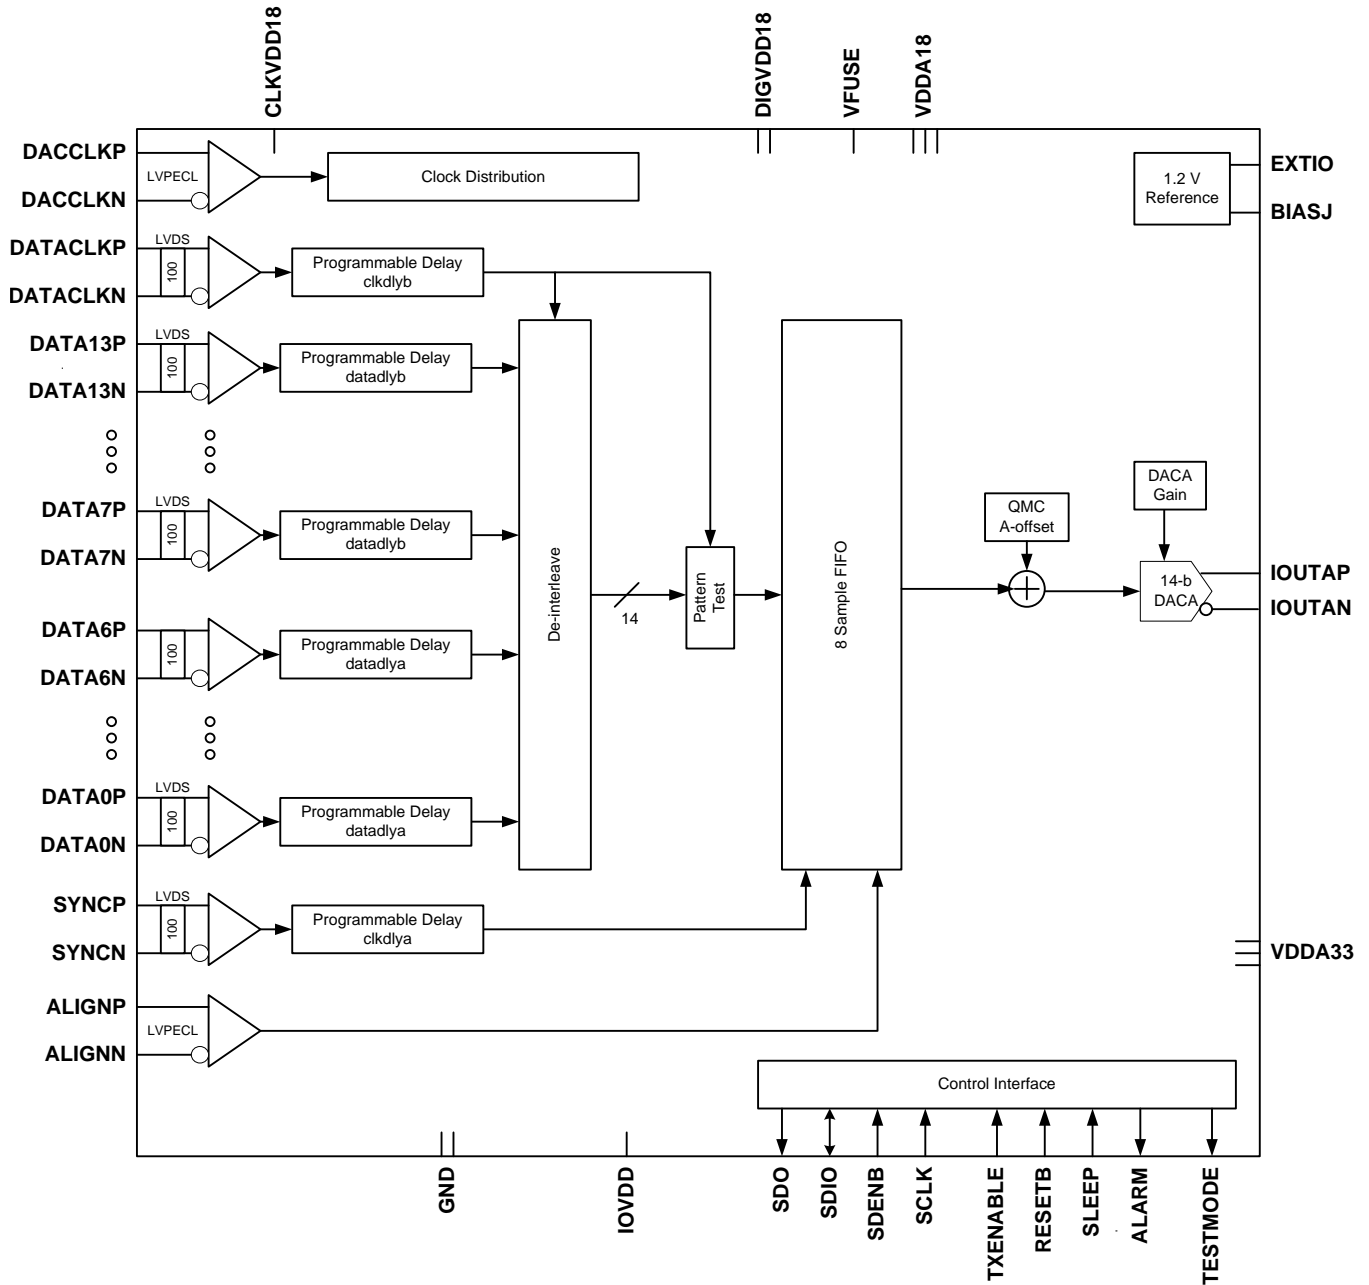 CLKVDD18
DIGVDD18
VFUSE
VDDA18
DACCLKP
LVPECL
DACCLKN
Clock Distribution
1.2 V
Reference
EXTIO
BIASJ
DATACLKP
LVDS
100
DATACLKN
Programmable Delay
clkdlyb
DATA13P
LVDS
100
DATA13N
Programmable Delay
datadlyb
DATA7P
LVDS
100
DATA7N
Programmable Delay
datadlyb
DATA6P
100
DATA6N
Programmable Delay
datadlya
DATA0P
LVDS
100
DATA0N
Programmable Delay
datadlya
De-interleave
14
Pattern
Test
8 Sample FIFO
QMC
A-offset
DACA
Gain
14-b
DACA
IOUTAP
IOUTAN
SYNCP
LVDS
100
SYNCN
Programmable Delay
clkdlya
VDDA33
ALIGNP
LVPECL
ALIGNN
Control Interface
GND
IOVDD
SDO
SDIO
SDENB
SCLK
TXENABLE
RESETB
SLEEP
ALARM
TESTMODE